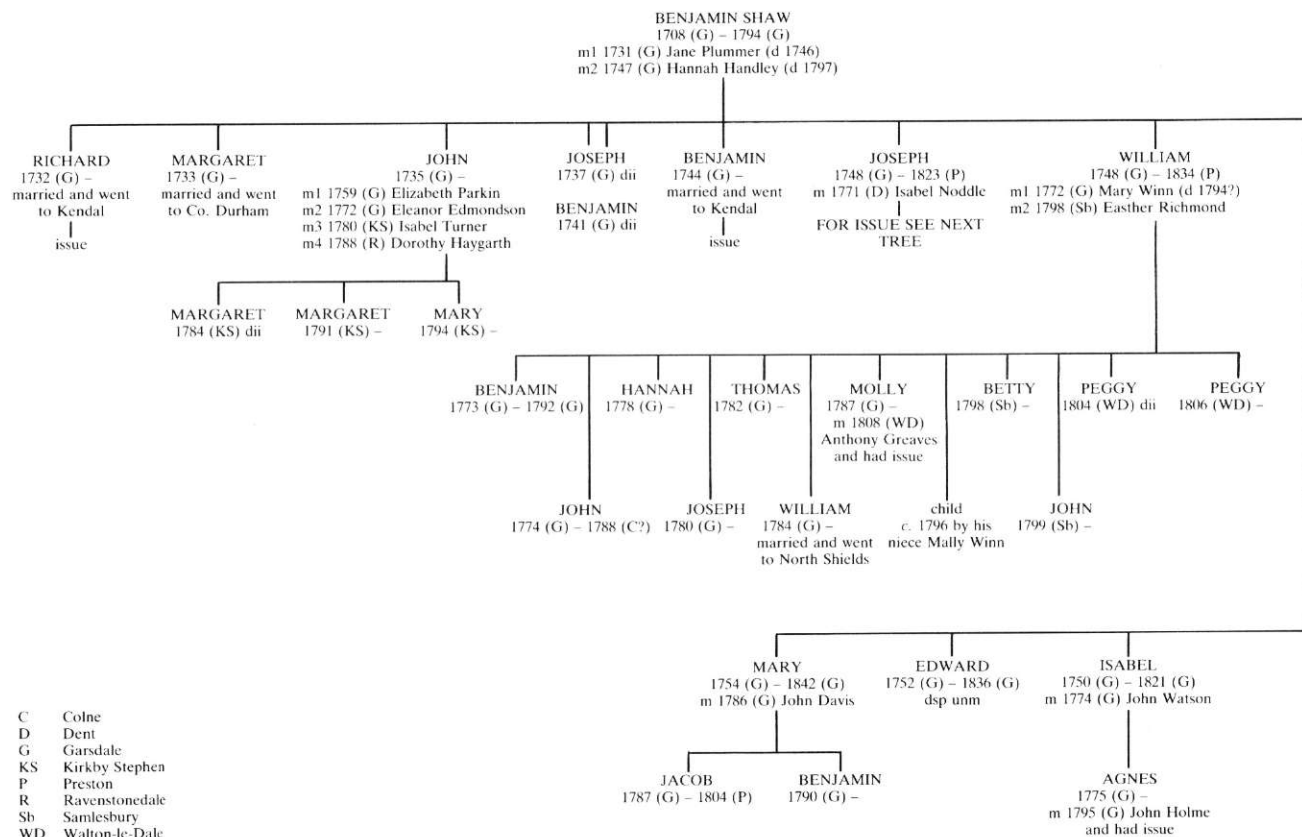 BENJAMIN SHAW
1708 (G) – 1794 (G)
m1 1731 (G) Jane Plummer (d 1746)
m2 1747 (G) Hannah Handley (d 1797)
RICHARD
1732 (G) –
married and went
to Kendal
issue
MARGARET
1733 (G) –
married and went
to Co. Durham
JOHN
1735 (G) –
m1 1759 (G) Elizabeth Parkin
m2 1772 (G) Eleanor Edmondson
m3 1780 (KS) Isabel Turner
m4 1788 (R) Dorothy Haygarth
JOSEPH
1737 (G) dii
BENJAMIN
1741 (G) dii
BENJAMIN
1744 (G) –
married and went
to Kendal
issue
JOSEPH
1748 (G) – 1823 (P)
m 1771 (D) Isabel Noddle
FOR ISSUE SEE NEXT
TREE
WILLIAM
1748 (G) – 1834 (P)
m1 1772 (G) Mary Winn (d 1794?)
m2 1798 (Sb) Easther Richmond
MARGARET
1784 (KS) dii
MARGARET
1791 (KS) –
MARY
1794 (KS) –
BENJAMIN
1773 (G) – 1792 (G)
HANNAH
1778 (G) –
THOMAS
1782 (G) –
MOLLY
1787 (G) –
m 1808 (WD)
Anthony Greaves
and had issue
BETTY
1798 (Sb) –
PEGGY
1804 (WD) dii
PEGGY
1806 (WD) –
JOHN
1774 (G) – 1788 (C?)
JOSEPH
1780 (G) –
WILLIAM
1784 (G) –
married and went
to North Shields
child
c. 1796 by his
niece Mally Winn
JOHN
1799 (Sb) –
MARY
1754 (G) – 1842 (G)
m 1786 (G) John Davis
EDWARD
1752 (G) – 1836 (G)
dsp unm
ISABEL
1750 (G) – 1821 (G)
m 1774 (G) John Watson
JACOB
1787 (G) – 1804 (P)
BENJAMIN
1790 (G) –
AGNES
1775 (G) –
m 1795 (G) John Holme
and had issue
C Colne
D Dent
G Garsdale
KS Kirkby Stephen
P Preston
R Ravenstonedale
Sb Samlesbury
WD Walton-le-Dale